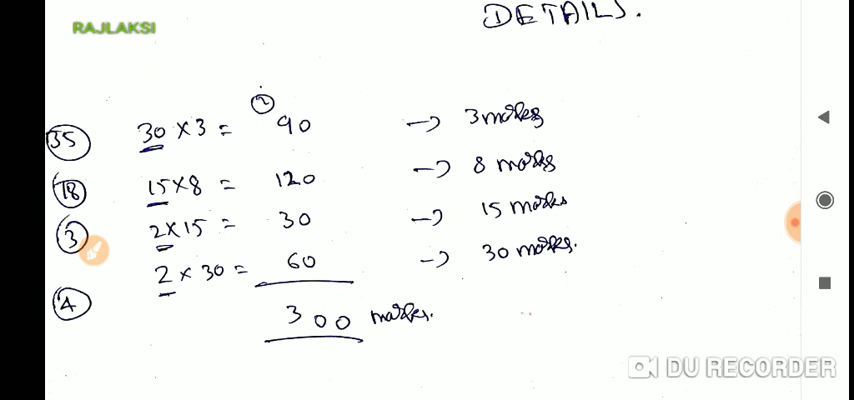 DETAILS.
RAJLAKSI
2
35 30 × 3 = 90 → 3 marks
18 15 × 8 = 120 → 8 marks
3 2 × 15 = 30 → 15 marks
2 × 30 = 60 → 30 marks.
4
300 marks.
DU RECORDER